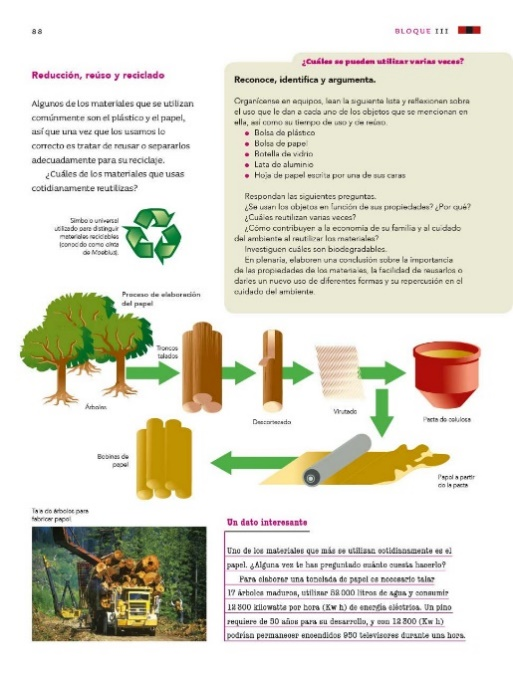 88
BLOQUE III
Reducción, reúso y reciclado
Algunos de los materiales que se utilizan
comúnmente son el plástico y el papel,
así que una vez que los usamos lo
correcto es tratar de reusar o separarlos
adecuadamente para su reciclaje.
¿Cuáles de los materiales que usas
cotidianamente reutilizas?
Símbolo universal
utilizado para distinguir
materiales reciclables
(conocido como cinta
de Moebius).
¿Cuáles se pueden utilizar varias veces?
Reconoce, identifica y argumenta.
Organícense en equipos, lean la siguiente lista y reflexionen sobre
el uso que le dan a cada uno de los objetos que se mencionan en
ella, así como su tiempo de uso y de reúso.
● Bolsa de plástico
● Bolsa de papel
● Botella de vidrio
● Lata de aluminio
● Hoja de papel escrita por una de sus caras
Respondan las siguientes preguntas.
¿Se usan los objetos en función de sus propiedades? ¿Por qué?
¿Cuáles reutilizan varias veces?
¿Cómo contribuyen a la economía de su familia y al cuidado
del ambiente al reutilizar los materiales?
Investiguen cuáles son biodegradables.
En plenaria, elaboren una conclusión sobre la importancia
de las propiedades de los materiales, la facilidad de reusarlos o
darles un nuevo uso de diferentes formas y su repercusión en el
cuidado del ambiente.
Proceso de elaboración
del papel
Árboles
Troncos
talados
Descortezado
Virutado
Pasta de celulosa
Papel a partir
de la pasta
Bobinas de
papel
Tala de árboles para
fabricar papel.
Un dato interesante
Uno de los materiales que más se utilizan cotidianamente es el
papel. ¿Alguna vez te has preguntado cuánto cuesta hacerlo?
Para elaborar una tonelada de papel es necesario talar
17 árboles maduros, utilizar 52 000 litros de agua y consumir
12 300 kilowatts por hora (Kw h) de energía eléctrica. Un pino
requiere de 50 años para su desarrollo, y con 12 300 (Kw h)
podrían permanecer encendidos 950 televisores durante una hora.